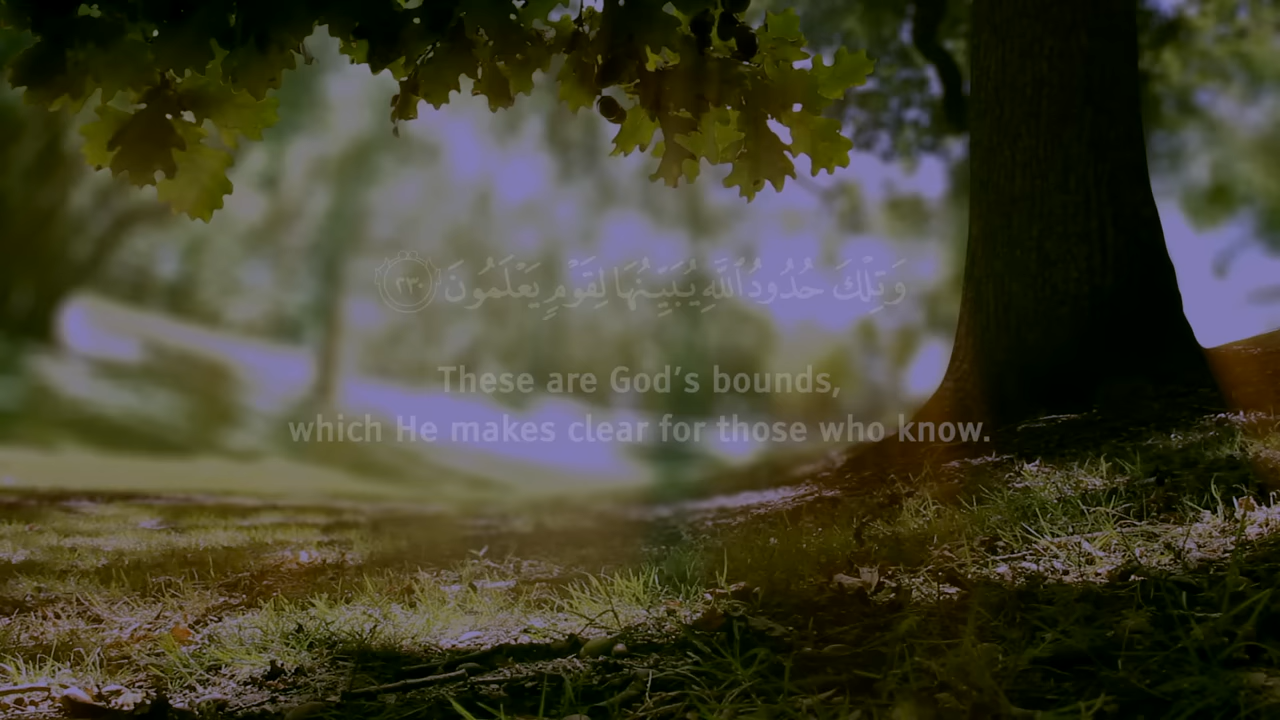 وَتِلْكَ حُدُودُ ٱللَّهِ يُبَيِّنُهَا لِقَوْمٍ يَعْلَمُونَ ٢٣٠
These are God’s bounds,
which He makes clear for those who know.